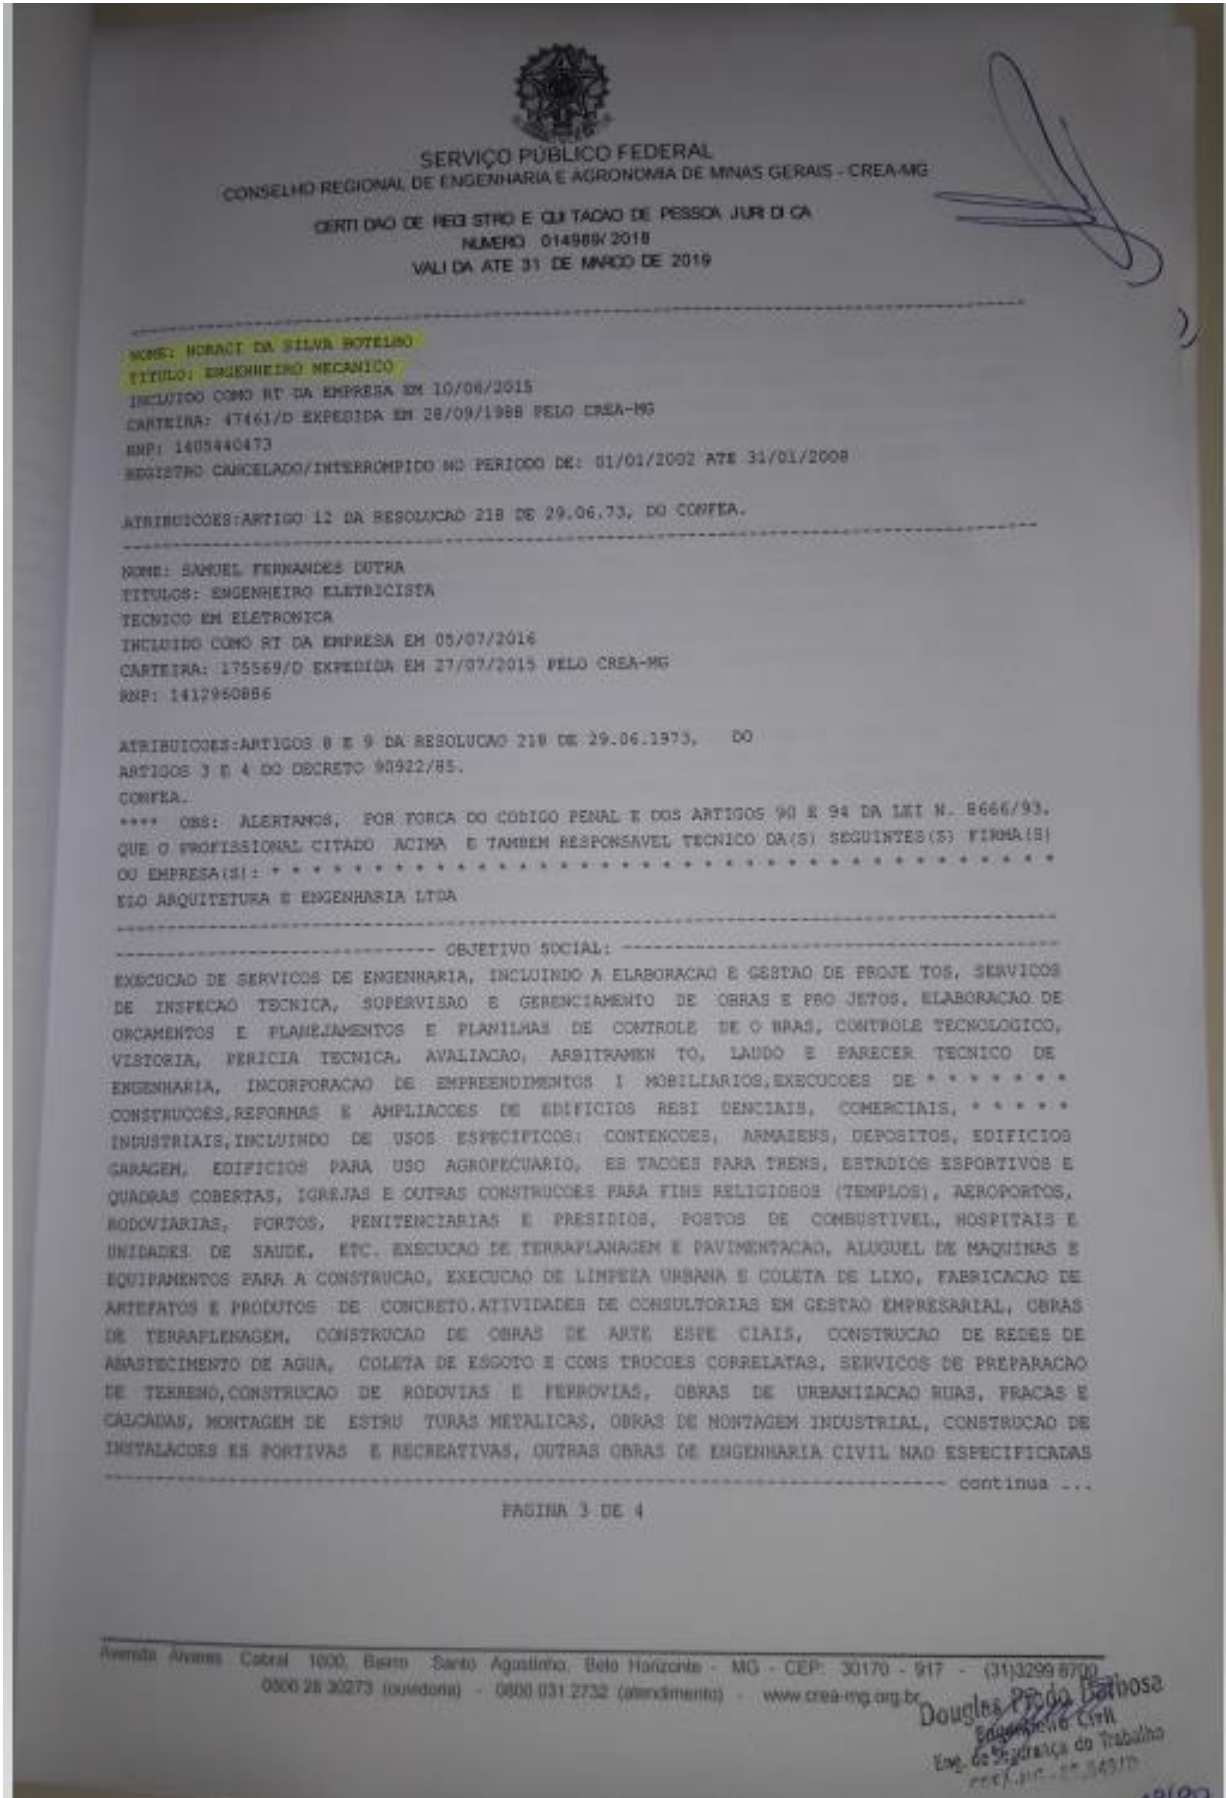 SERVIÇO PÚBLICO FEDERAL
CONSELHO REGIONAL DE ENGENHARIA E AGRONOMIA DE MINAS GERAIS - CREA-MG
CERTI DAO DE REGI STRO E QUI TACAO DE PESSOA JURI DI CA
NUMERO 014989/2018
VALI DA ATE 31 DE MARCO DE 2019
NOME: HORACI DA SILVA BOTELHO
TITULO: ENGENHEIRO MECANICO
INCLUIDO COMO RT DA EMPRESA EM 10/08/2015
CARTEIRA: 47461/D EXPEDIDA EM 28/09/1988 PELO CREA-MG
RNP: 1405440473
REGISTRO CANCELADO/INTERROMPIDO NO PERIODO DE: 01/01/2002 ATE 31/01/2008
ATRIBUICOES:ARTIGO 12 DA RESOLUCAO 218 DE 29.06.73, DO CONFEA.
NOME: SAMUEL FERNANDES DUTRA
TITULOS: ENGENHEIRO ELETRICISTA
TECNICO EM ELETRONICA
INCLUIDO COMO RT DA EMPRESA EM 05/07/2016
CARTEIRA: 175569/D EXPEDIDA EM 27/07/2015 PELO CREA-MG
RNP: 1412960886
ATRIBUICOES:ARTIGOS 8 E 9 DA RESOLUCAO 218 DE 29.06.1973, DO
ARTIGOS 3 E 4 DO DECRETO 90922/85.
CONFEA.
**** OBS: ALERTAMOS, POR FORCA DO CODIGO PENAL E DOS ARTIGOS 90 E 94 DA LEI N. 8666/93,
QUE O PROFISSIONAL CITADO ACIMA E TAMBEM RESPONSAVEL TECNICO DA(S) SEGUINTES(S) FIRMA(S)
OU EMPRESA(S): * * * * * * * * * * * * * * * * * * * * * * * * * * * * * * * * * * * * * *
ELO ARQUITETURA E ENGENHARIA LTDA
OBJETIVO SOCIAL:
EXECUCAO DE SERVICOS DE ENGENHARIA, INCLUINDO A ELABORACAO E GESTAO DE PROJE TOS, SERVICOS
DE INSPECAO TECNICA, SUPERVISAO E GERENCIAMENTO DE OBRAS E PRO JETOS, ELABORACAO DE
ORCAMENTOS E PLANEJAMENTOS E PLANILHAS DE CONTROLE DE O BRAS, CONTROLE TECNOLOGICO,
VISTORIA, PERICIA TECNICA, AVALIACAO, ARBITRAMEN TO, LAUDO E PARECER TECNICO DE
ENGENHARIA, INCORPORACAO DE EMPREENDIMENTOS I MOBILIARIOS,EXECUCOES DE * * * * * * *
CONSTRUCOES,REFORMAS E AMPLIACOES DE EDIFICIOS RESI DENCIAIS, COMERCIAIS, * * * * *
INDUSTRIAIS,INCLUINDO DE USOS ESPECIFICOS: CONTENCOES, ARMAZENS, DEPOSITOS, EDIFICIOS
GARAGEM, EDIFICIOS PARA USO AGROPECUARIO, ES TACOES PARA TRENS, ESTADIOS ESPORTIVOS E
QUADRAS COBERTAS, IGREJAS E OUTRAS CONSTRUCOES PARA FINS RELIGIOSOS (TEMPLOS), AEROPORTOS,
RODOVIARIAS, PORTOS, PENITENCIARIAS E PRESIDIOS, POSTOS DE COMBUSTIVEL, HOSPITAIS E
UNIDADES DE SAUDE, ETC. EXECUCAO DE TERRAPLANAGEM E PAVIMENTACAO, ALUGUEL DE MAQUINAS E
EQUIPAMENTOS PARA A CONSTRUCAO, EXECUCAO DE LIMPEZA URBANA E COLETA DE LIXO, FABRICACAO DE
ARTEFATOS E PRODUTOS DE CONCRETO.ATIVIDADES DE CONSULTORIAS EM GESTAO EMPRESARIAL, OBRAS
DE TERRAPLENAGEM, CONSTRUCAO DE OBRAS DE ARTE ESPE CIAIS, CONSTRUCAO DE REDES DE
ABASTECIMENTO DE AGUA, COLETA DE ESGOTO E CONS TRUCOES CORRELATAS, SERVICOS DE PREPARACAO
DE TERRENO,CONSTRUCAO DE RODOVIAS E FERROVIAS, OBRAS DE URBANIZACAO RUAS, PRACAS E
CALCADAS, MONTAGEM DE ESTRU TURAS METALICAS, OBRAS DE MONTAGEM INDUSTRIAL, CONSTRUCAO DE
INSTALACOES ES PORTIVAS E RECREATIVAS, OUTRAS OBRAS DE ENGENHARIA CIVIL NAO ESPECIFICADAS
continua ...
PAGINA 3 DE 4
Avenida Álvares Cabral 1600, Bairro Santo Agostinho, Belo Horizonte - MG - CEP: 30170 - 917 - (31)3299 8700
0800 28 30273 (ouvidoria) - 0800 031 2732 (atendimento) - www.crea-mg.org.br
Douglas Prado Barbosa
Engenheiro Civil
Eng. de Segurança do Trabalho